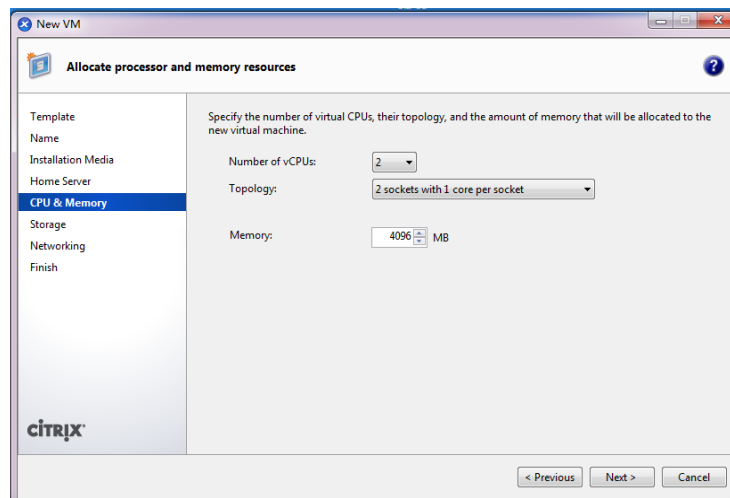 New VM
Allocate processor and memory resources
Template
Name
Installation Media
Home Server
CPU & Memory
Storage
Networking
Finish
Specify the number of virtual CPUs, their topology, and the amount of memory that will be allocated to the
new virtual machine.
Number of vCPUs: 2
Topology: 2 sockets with 1 core per socket
Memory: 4096 MB
CİTRIX
< Previous Next > Cancel